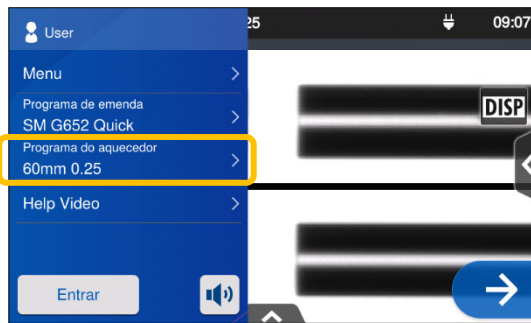 User
25
09:07
Menu
Programa de emenda
SM G652 Quick
Programa do aquecedor
60mm 0.25
Help Video
Entrar
DISP